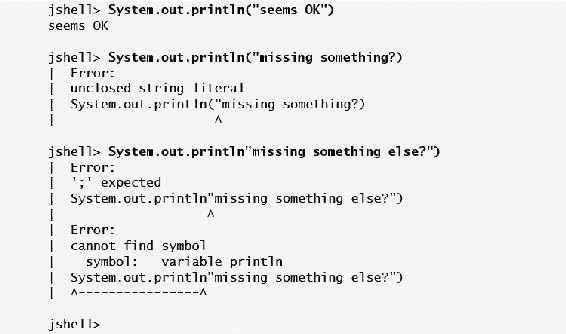 jshell> System.out.println("seems OK")
seems OK
jshell> System.out.println("missing something?)
|  Error:
|  unclosed string literal
|  System.out.println("missing something?)
|                     ^
jshell> System.out.println"missing something else?")
|  Error:
|  ';' expected
|  System.out.println"missing something else?")
|                    ^
|  Error:
|  cannot find symbol
|    symbol:   variable println
|  System.out.println"missing something else?")
|  ^----------------^
jshell>